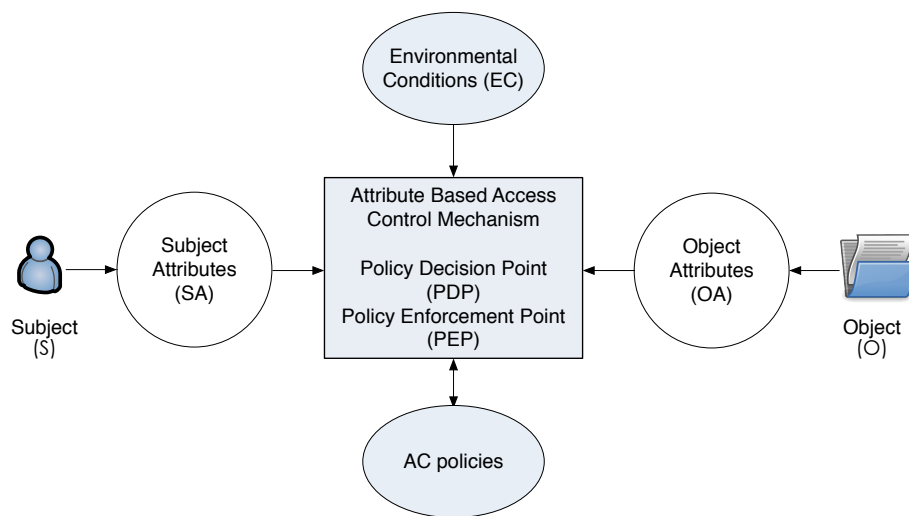 Environmental
Conditions (EC)
Attribute Based Access
Control Mechanism
Policy Decision Point
(PDP)
Policy Enforcement Point
(PEP)
Subject
Attributes
(SA)
Object
Attributes
(OA)
Subject
(S)
Object
(O)
AC policies